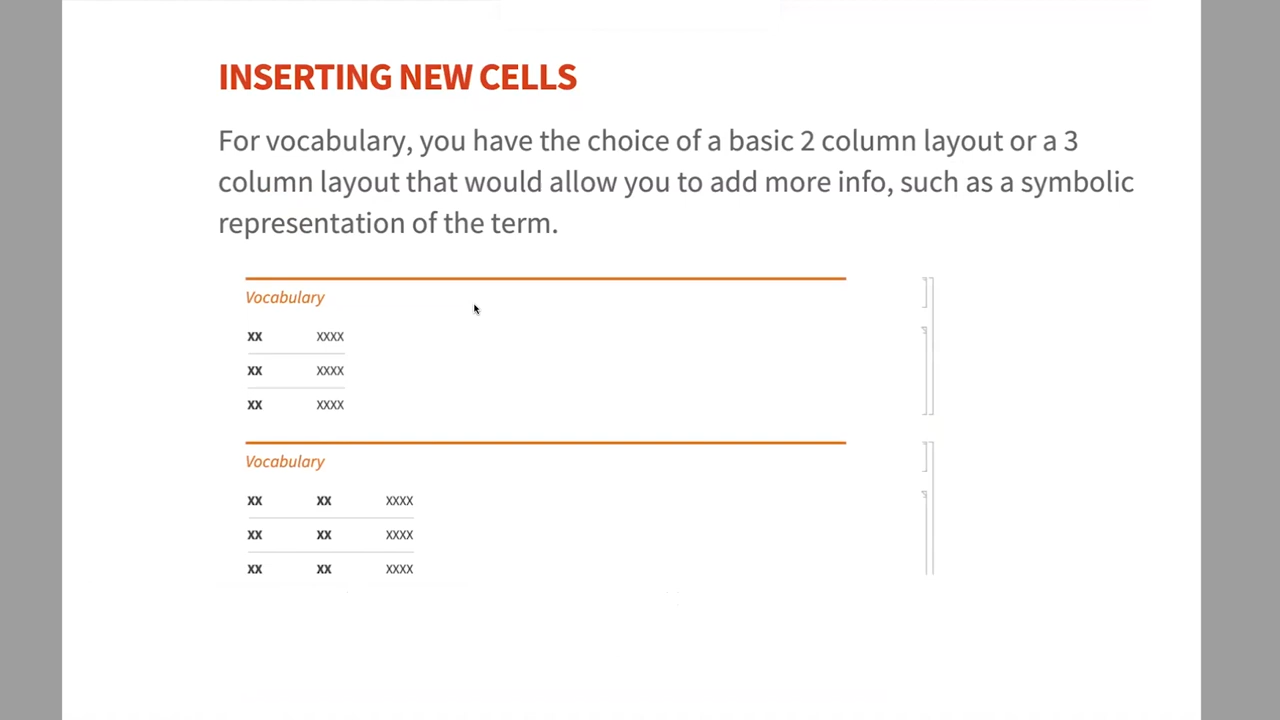 INSERTING NEW CELLS
For vocabulary, you have the choice of a basic 2 column layout or a 3
column layout that would allow you to add more info, such as a symbolic
representation of the term.
Vocabulary
xx xxxx
xx xxxx
xx xxxx
Vocabulary
xx xx xxxx
xx xx xxxx
xx xx xxxx